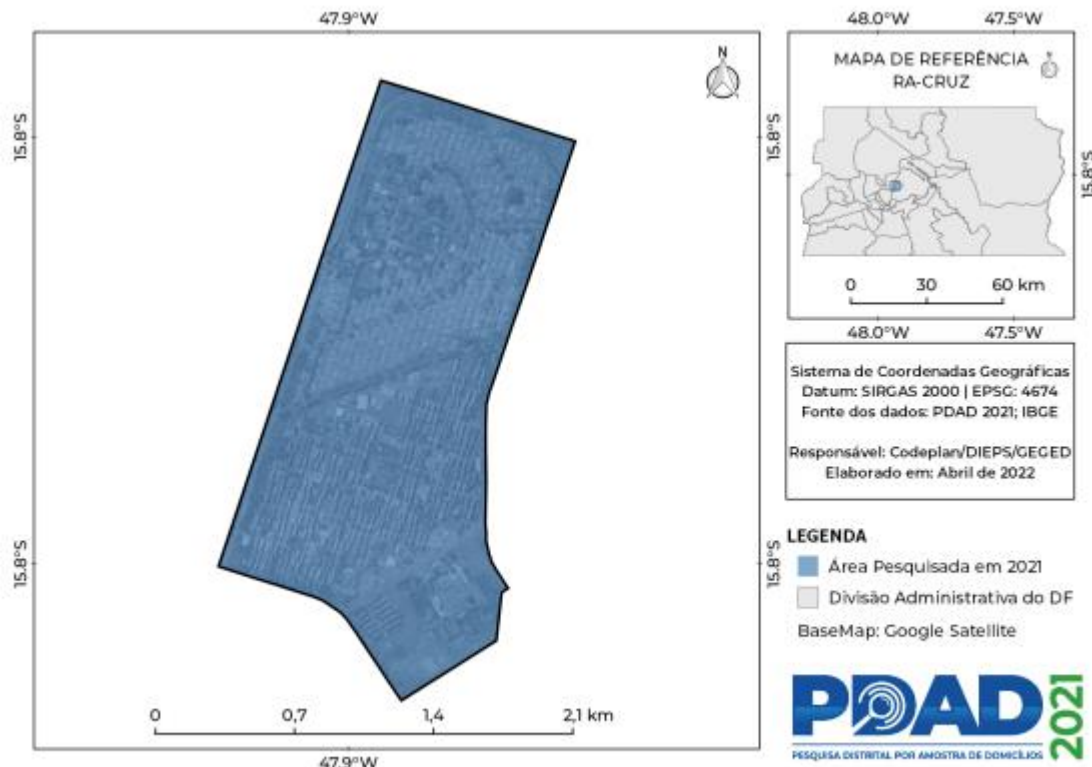 47.9°W
48.0°W
47.5°W
N
MAPA DE REFERÊNCIA
RA-CRUZ
15.8°S
15.8°S
15.8°S
0
30
60 km
48.0°W
47.5°W
Sistema de Coordenadas Geográficas
Datum: SIRGAS 2000 | EPSG: 4674
Fonte dos dados: PDAD 2021; IBGE
Responsável: Codeplan/DIEPS/GEGED
Elaborado em: Abril de 2022
LEGENDA
15.8°S
15.8°S
Área Pesquisada em 2021
Divisão Administrativa do DF
BaseMap: Google Satellite
0
0,7
1,4
2,1 km
PDAD
2021
PESQUISA DISTRITAL POR AMOSTRA DE DOMICÍLIOS
47.9°W